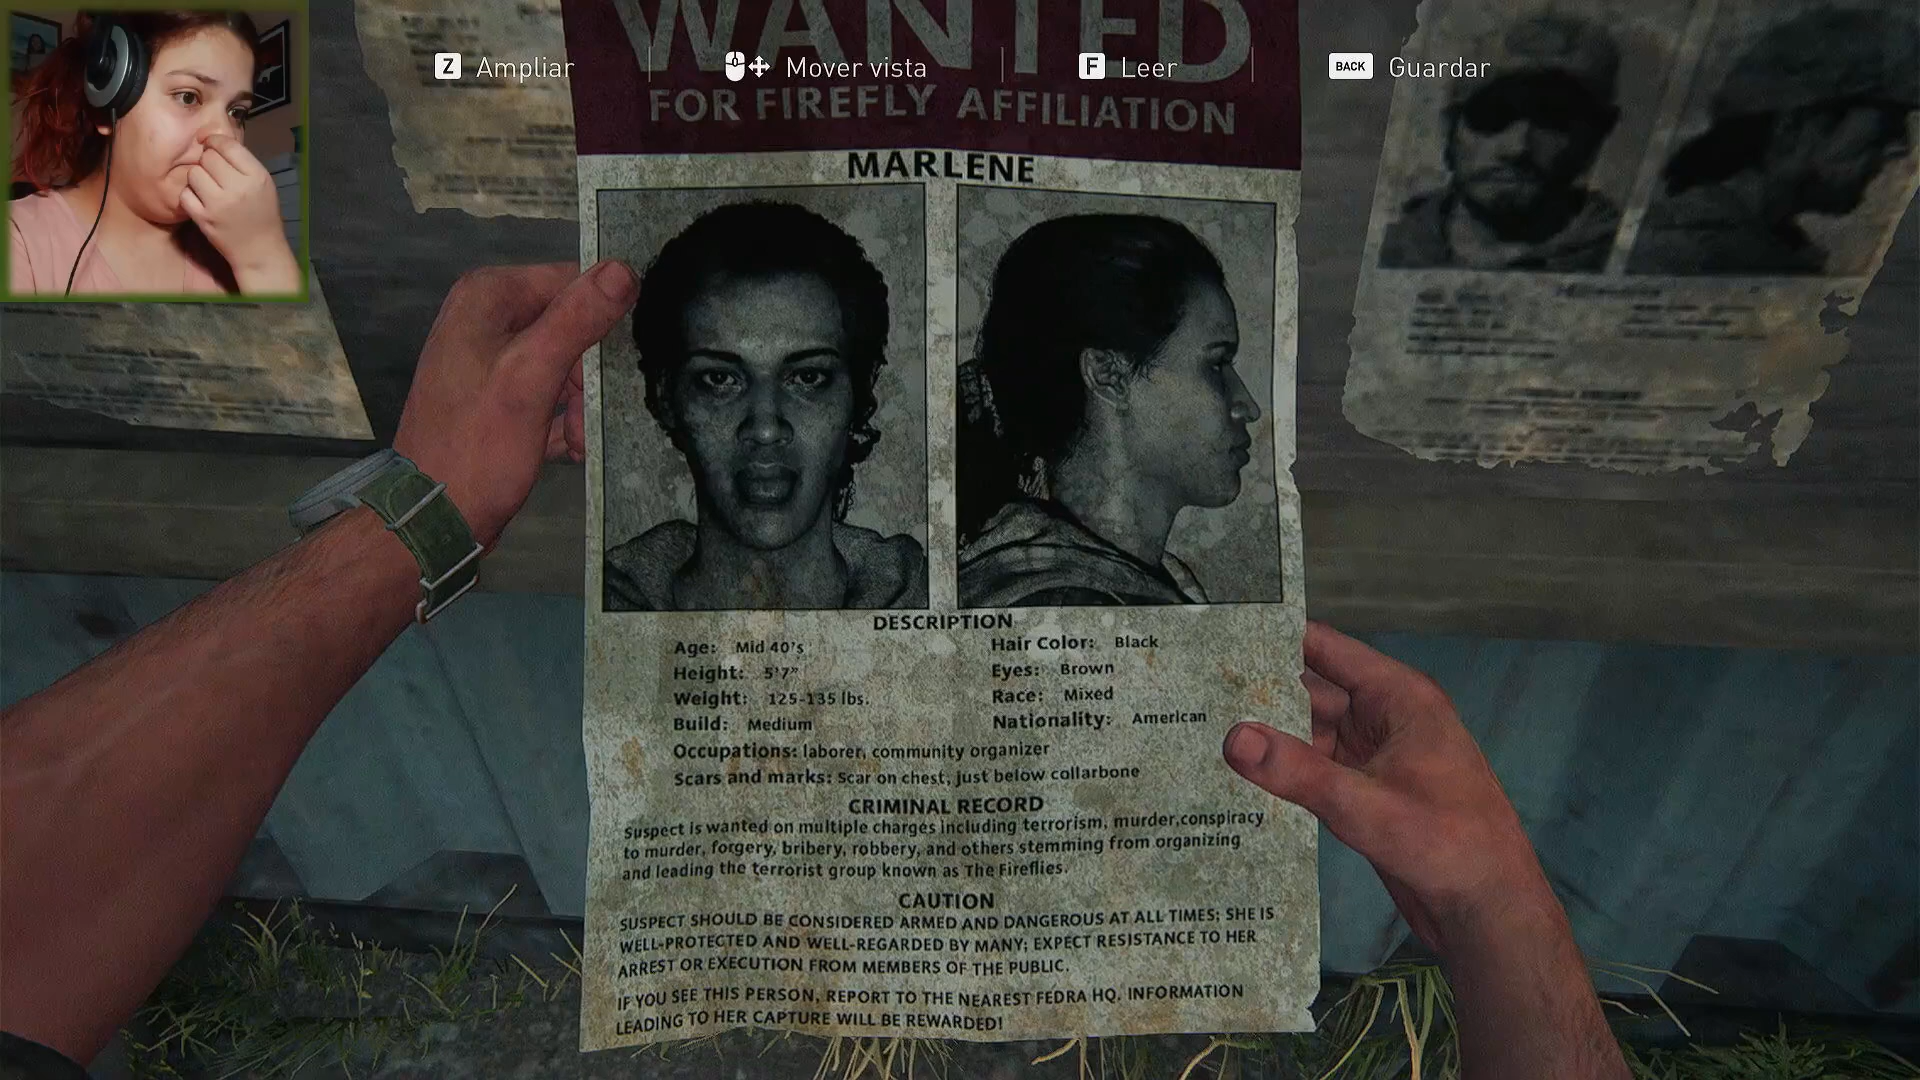 WANTED
Z Ampliar
Mover vista
F Leer
BACK Guardar
FOR FIREFLY AFFILIATION
MARLENE
DESCRIPTION
Age: Mid 40's
Height: 5'7"
Weight: 125-135 lbs.
Build: Medium
Hair Color: Black
Eyes: Brown
Race: Mixed
Nationality: American
Occupations: laborer, community organizer
Scars and marks: Scar on chest, just below collarbone
CRIMINAL RECORD
Suspect is wanted on multiple charges including terrorism, murder,conspiracy
to murder, forgery, bribery, robbery, and others stemming from organizing
and leading the terrorist group known as The Fireflies.
CAUTION
SUSPECT SHOULD BE CONSIDERED ARMED AND DANGEROUS AT ALL TIMES; SHE IS
WELL-PROTECTED AND WELL-REGARDED BY MANY; EXPECT RESISTANCE TO HER
ARREST OR EXECUTION FROM MEMBERS OF THE PUBLIC.
IF YOU SEE THIS PERSON, REPORT TO THE NEAREST FEDRA HQ. INFORMATION
LEADING TO HER CAPTURE WILL BE REWARDED!